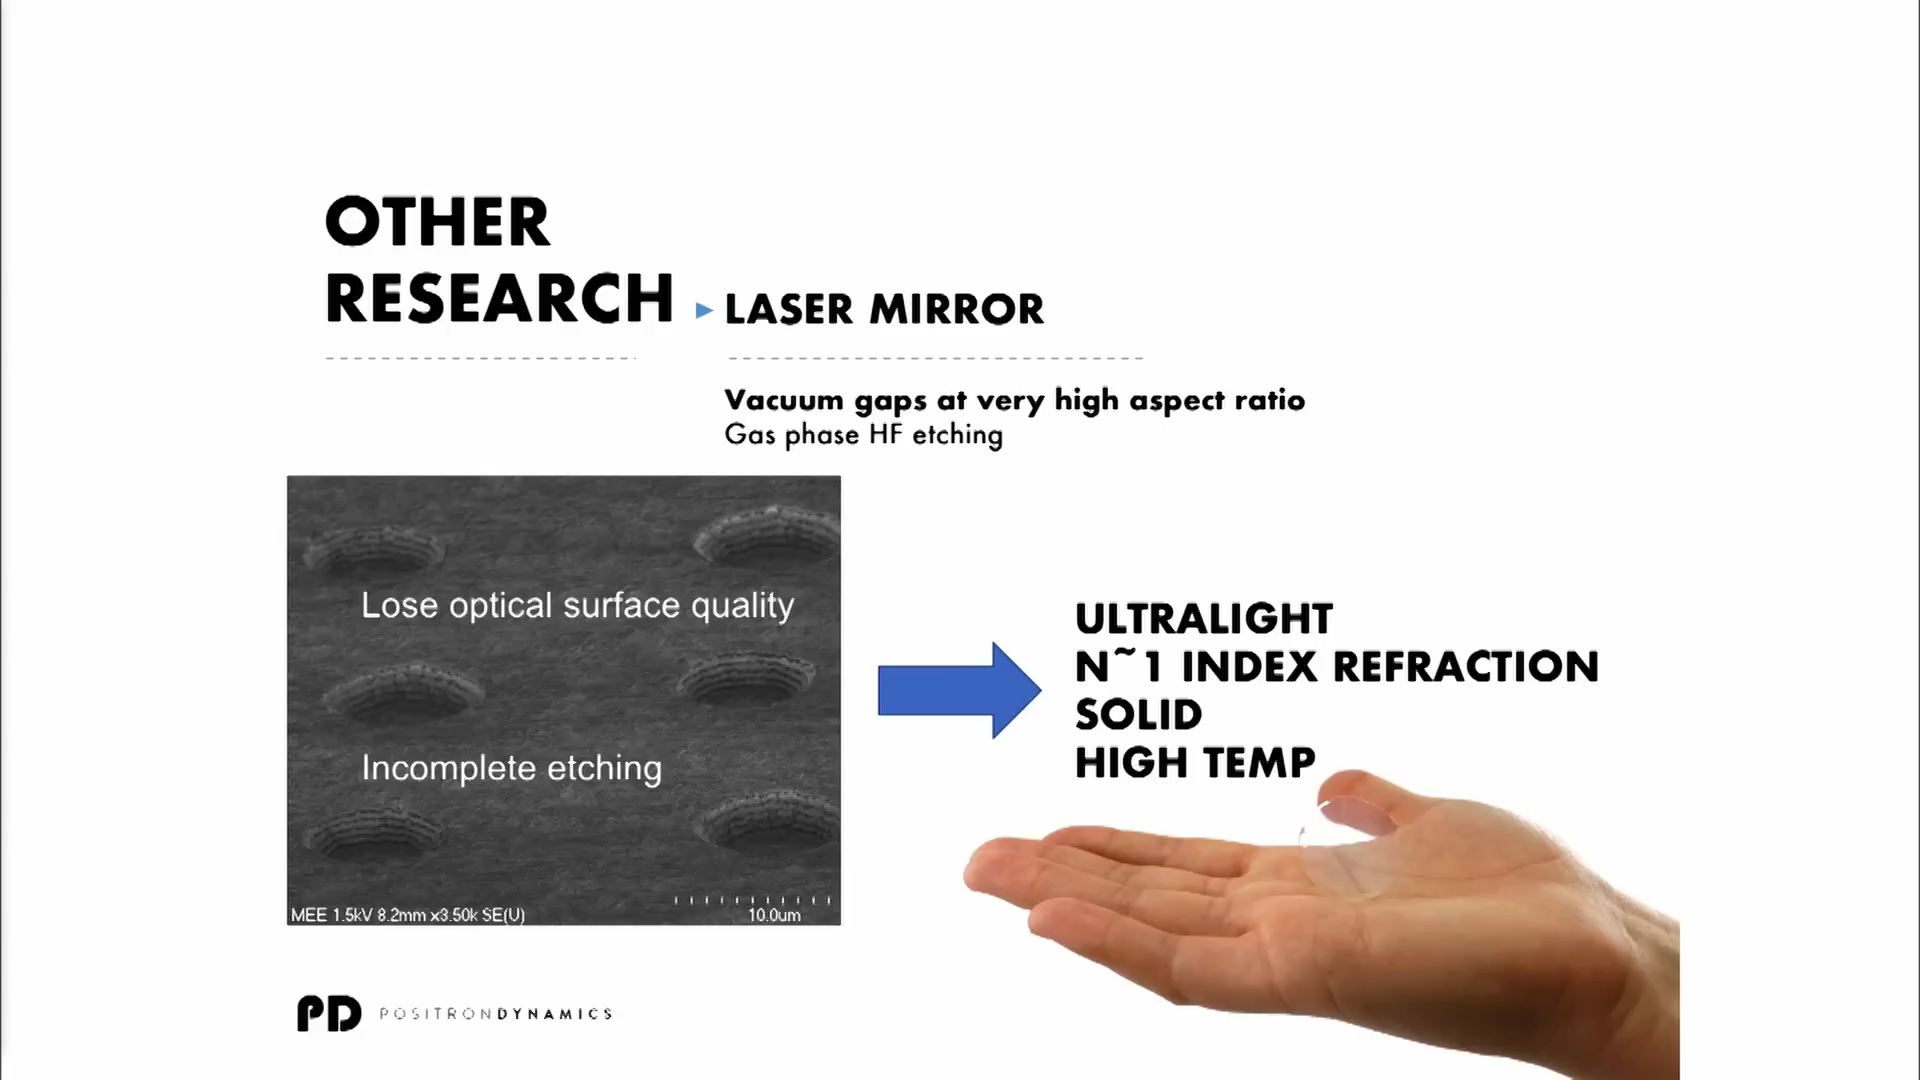 OTHER
RESEARCH
LASER MIRROR
Vacuum gaps at very high aspect ratio
Gas phase HF etching
Lose optical surface quality
Incomplete etching
MEE 1.5kV 8.2mm x3.50k SE(U)
10.0um
ULTRALIGHT
N~1 INDEX REFRACTION
SOLID
HIGH TEMP
PD POSITRONDYNAMICS